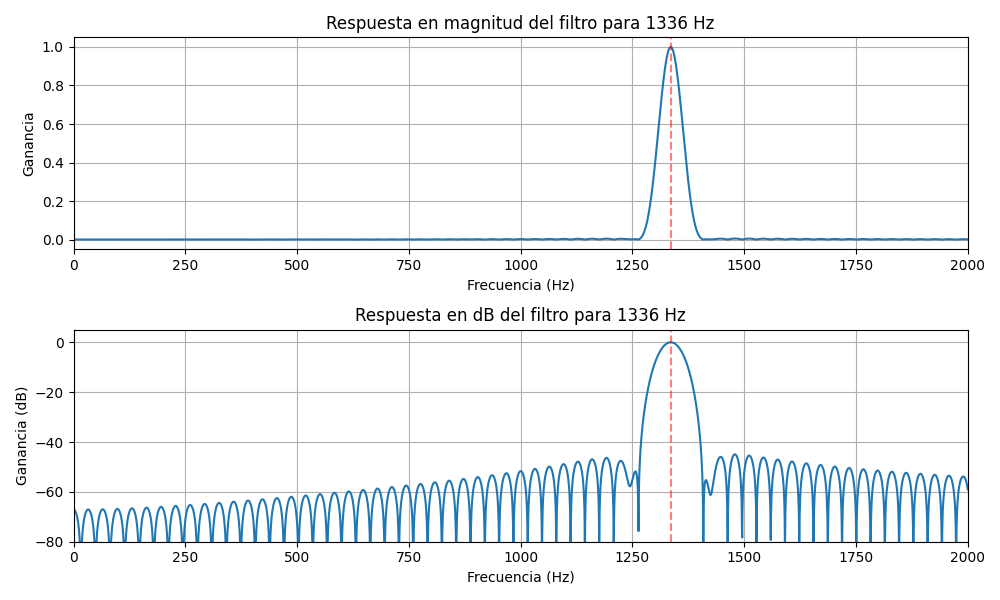 Respuesta en magnitud del filtro para 1336 Hz
1.0
0.8
0.6
0.4
0.2
0.0
Ganancia
0 250 500 750 1000 1250 1500 1750 2000
Frecuencia (Hz)
Respuesta en dB del filtro para 1336 Hz
0
−20
−40
−60
−80
Ganancia (dB)
0 250 500 750 1000 1250 1500 1750 2000
Frecuencia (Hz)